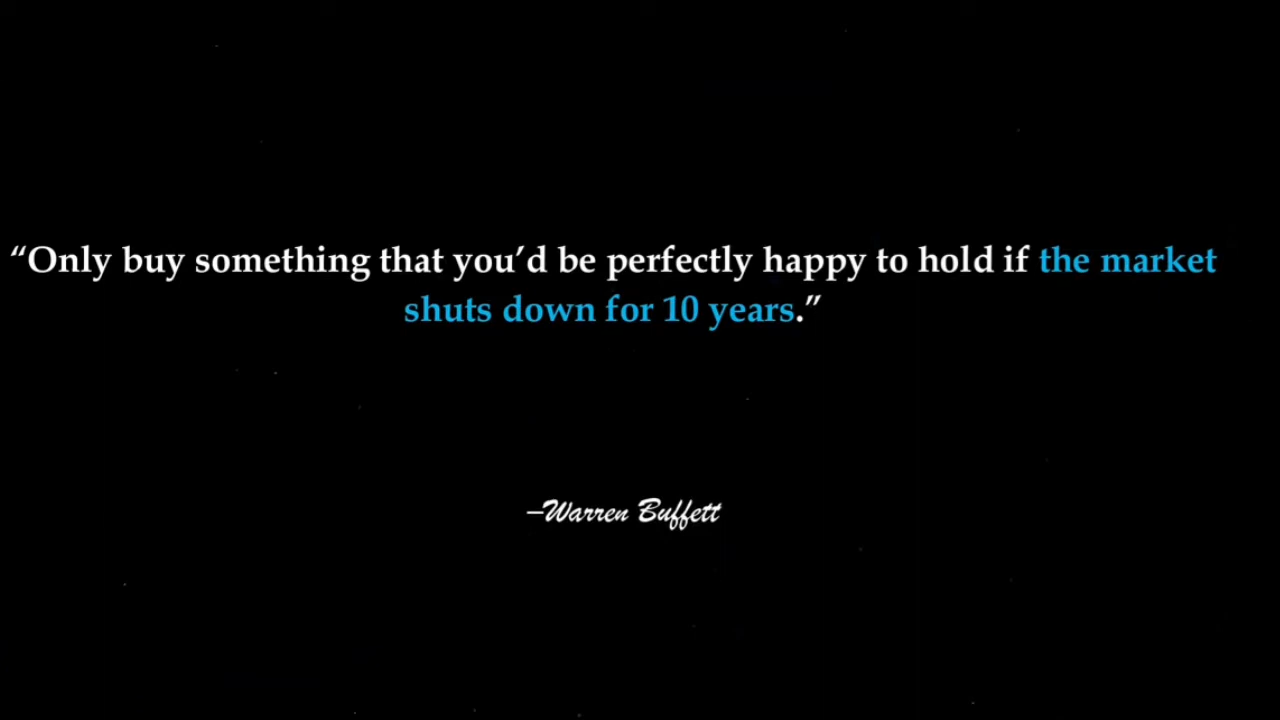 “Only buy something that you’d be perfectly happy to hold if the market
shuts down for 10 years.”
–Warren Buffett